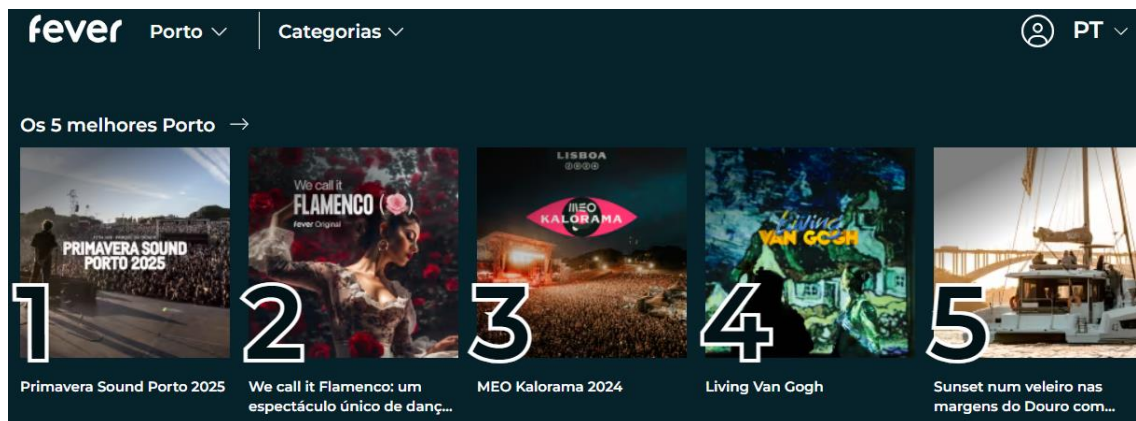 fever Porto Categorias PT
Os 5 melhores Porto →
LISBOA
We call it
FLAMENCO
Fever Original
MEO
KALORAMA
Living
VAN GOGH
PRIMAVERA SOUND
PORTO 2025
1 2 3 4 5
Primavera Sound Porto 2025
We call it Flamenco: um
espectáculo único de danç...
MEO Kalorama 2024
Living Van Gogh
Sunset num veleiro nas
margens do Douro com...